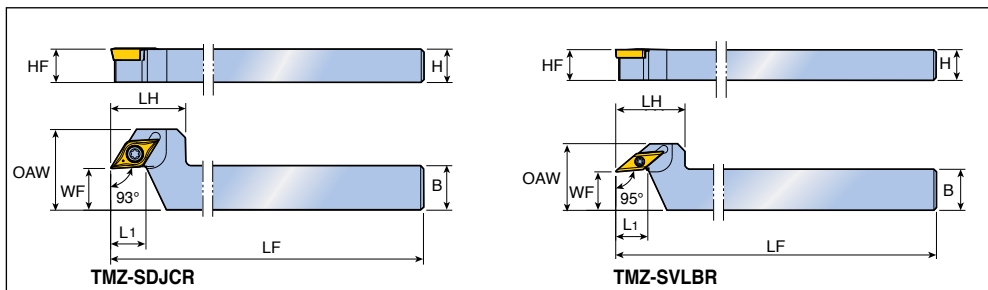 HF
H
LH
OAW
WF
93°
B
L1
LF
TMZ-SDJCR
HF
H
LH
OAW
WF
95°
B
L1
LF
TMZ-SVLBR